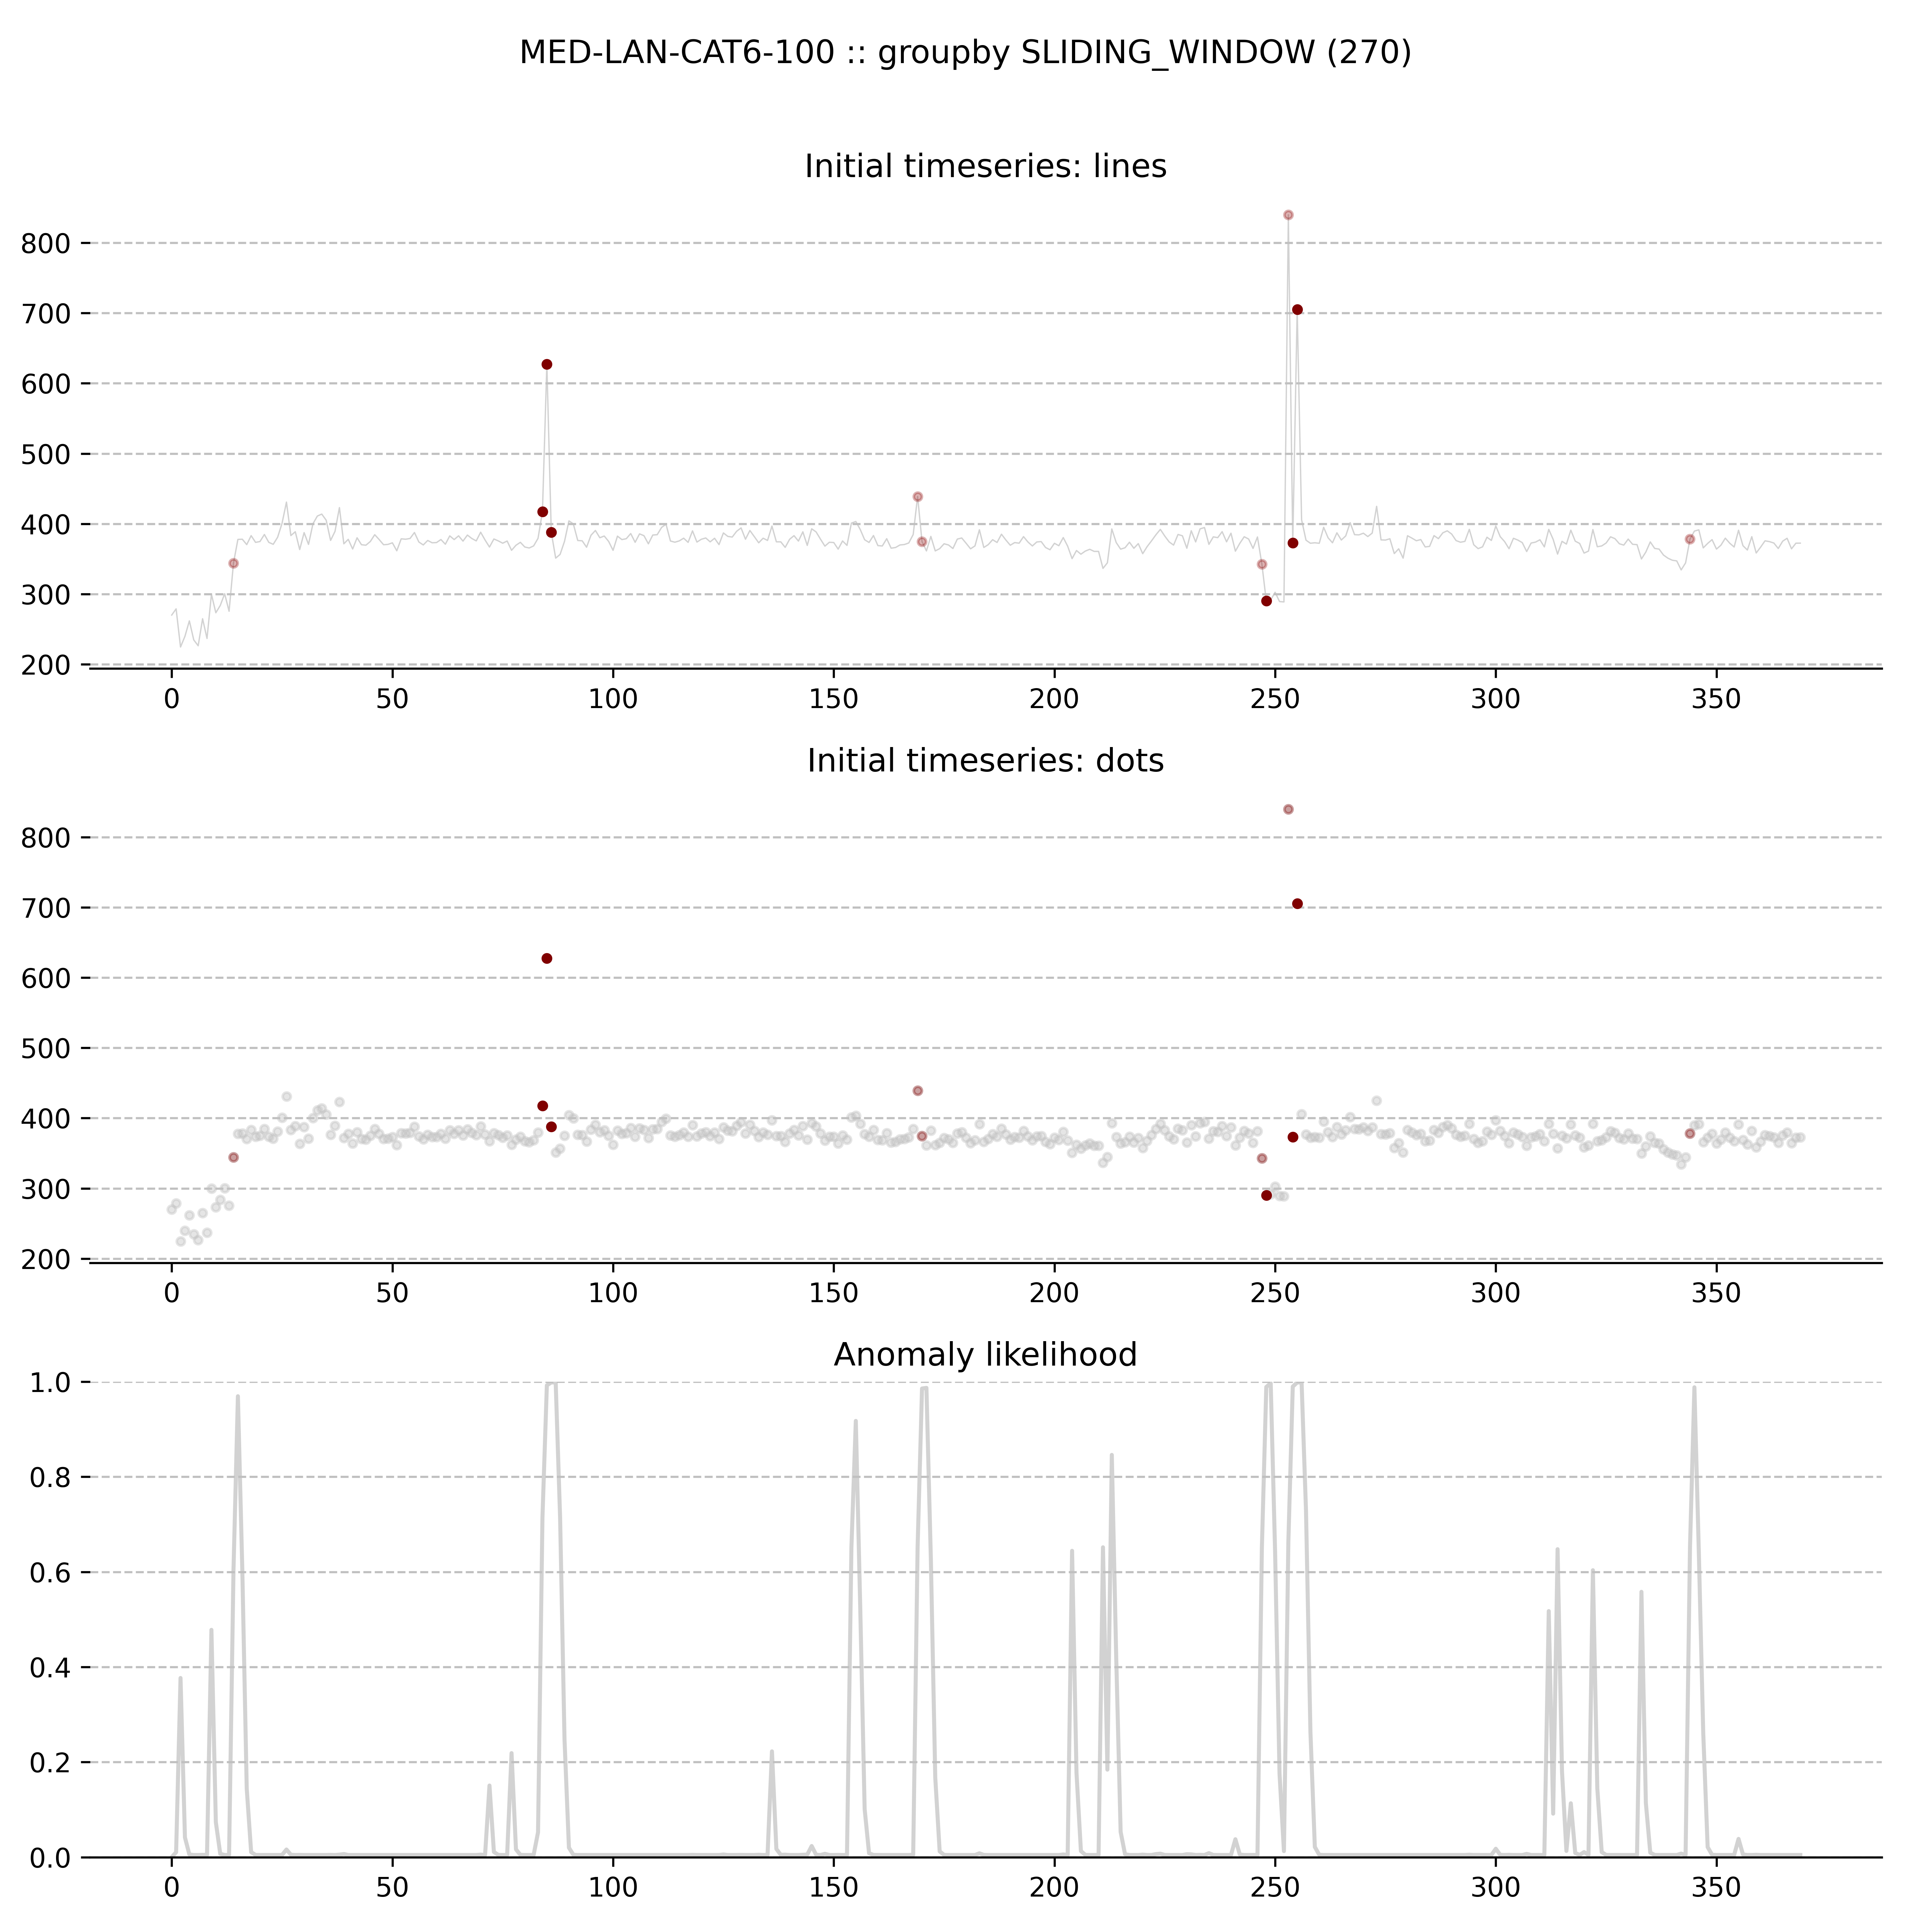 MED-LAN-CAT6-100 :: groupby SLIDING_WINDOW (270)
Initial timeseries: lines
800
700
600
500
400
300
200
0 50 100 150 200 250 300 350
Initial timeseries: dots
800
700
600
500
400
300
200
0 50 100 150 200 250 300 350
Anomaly likelihood
1.0
0.8
0.6
0.4
0.2
0.0
0 50 100 150 200 250 300 350